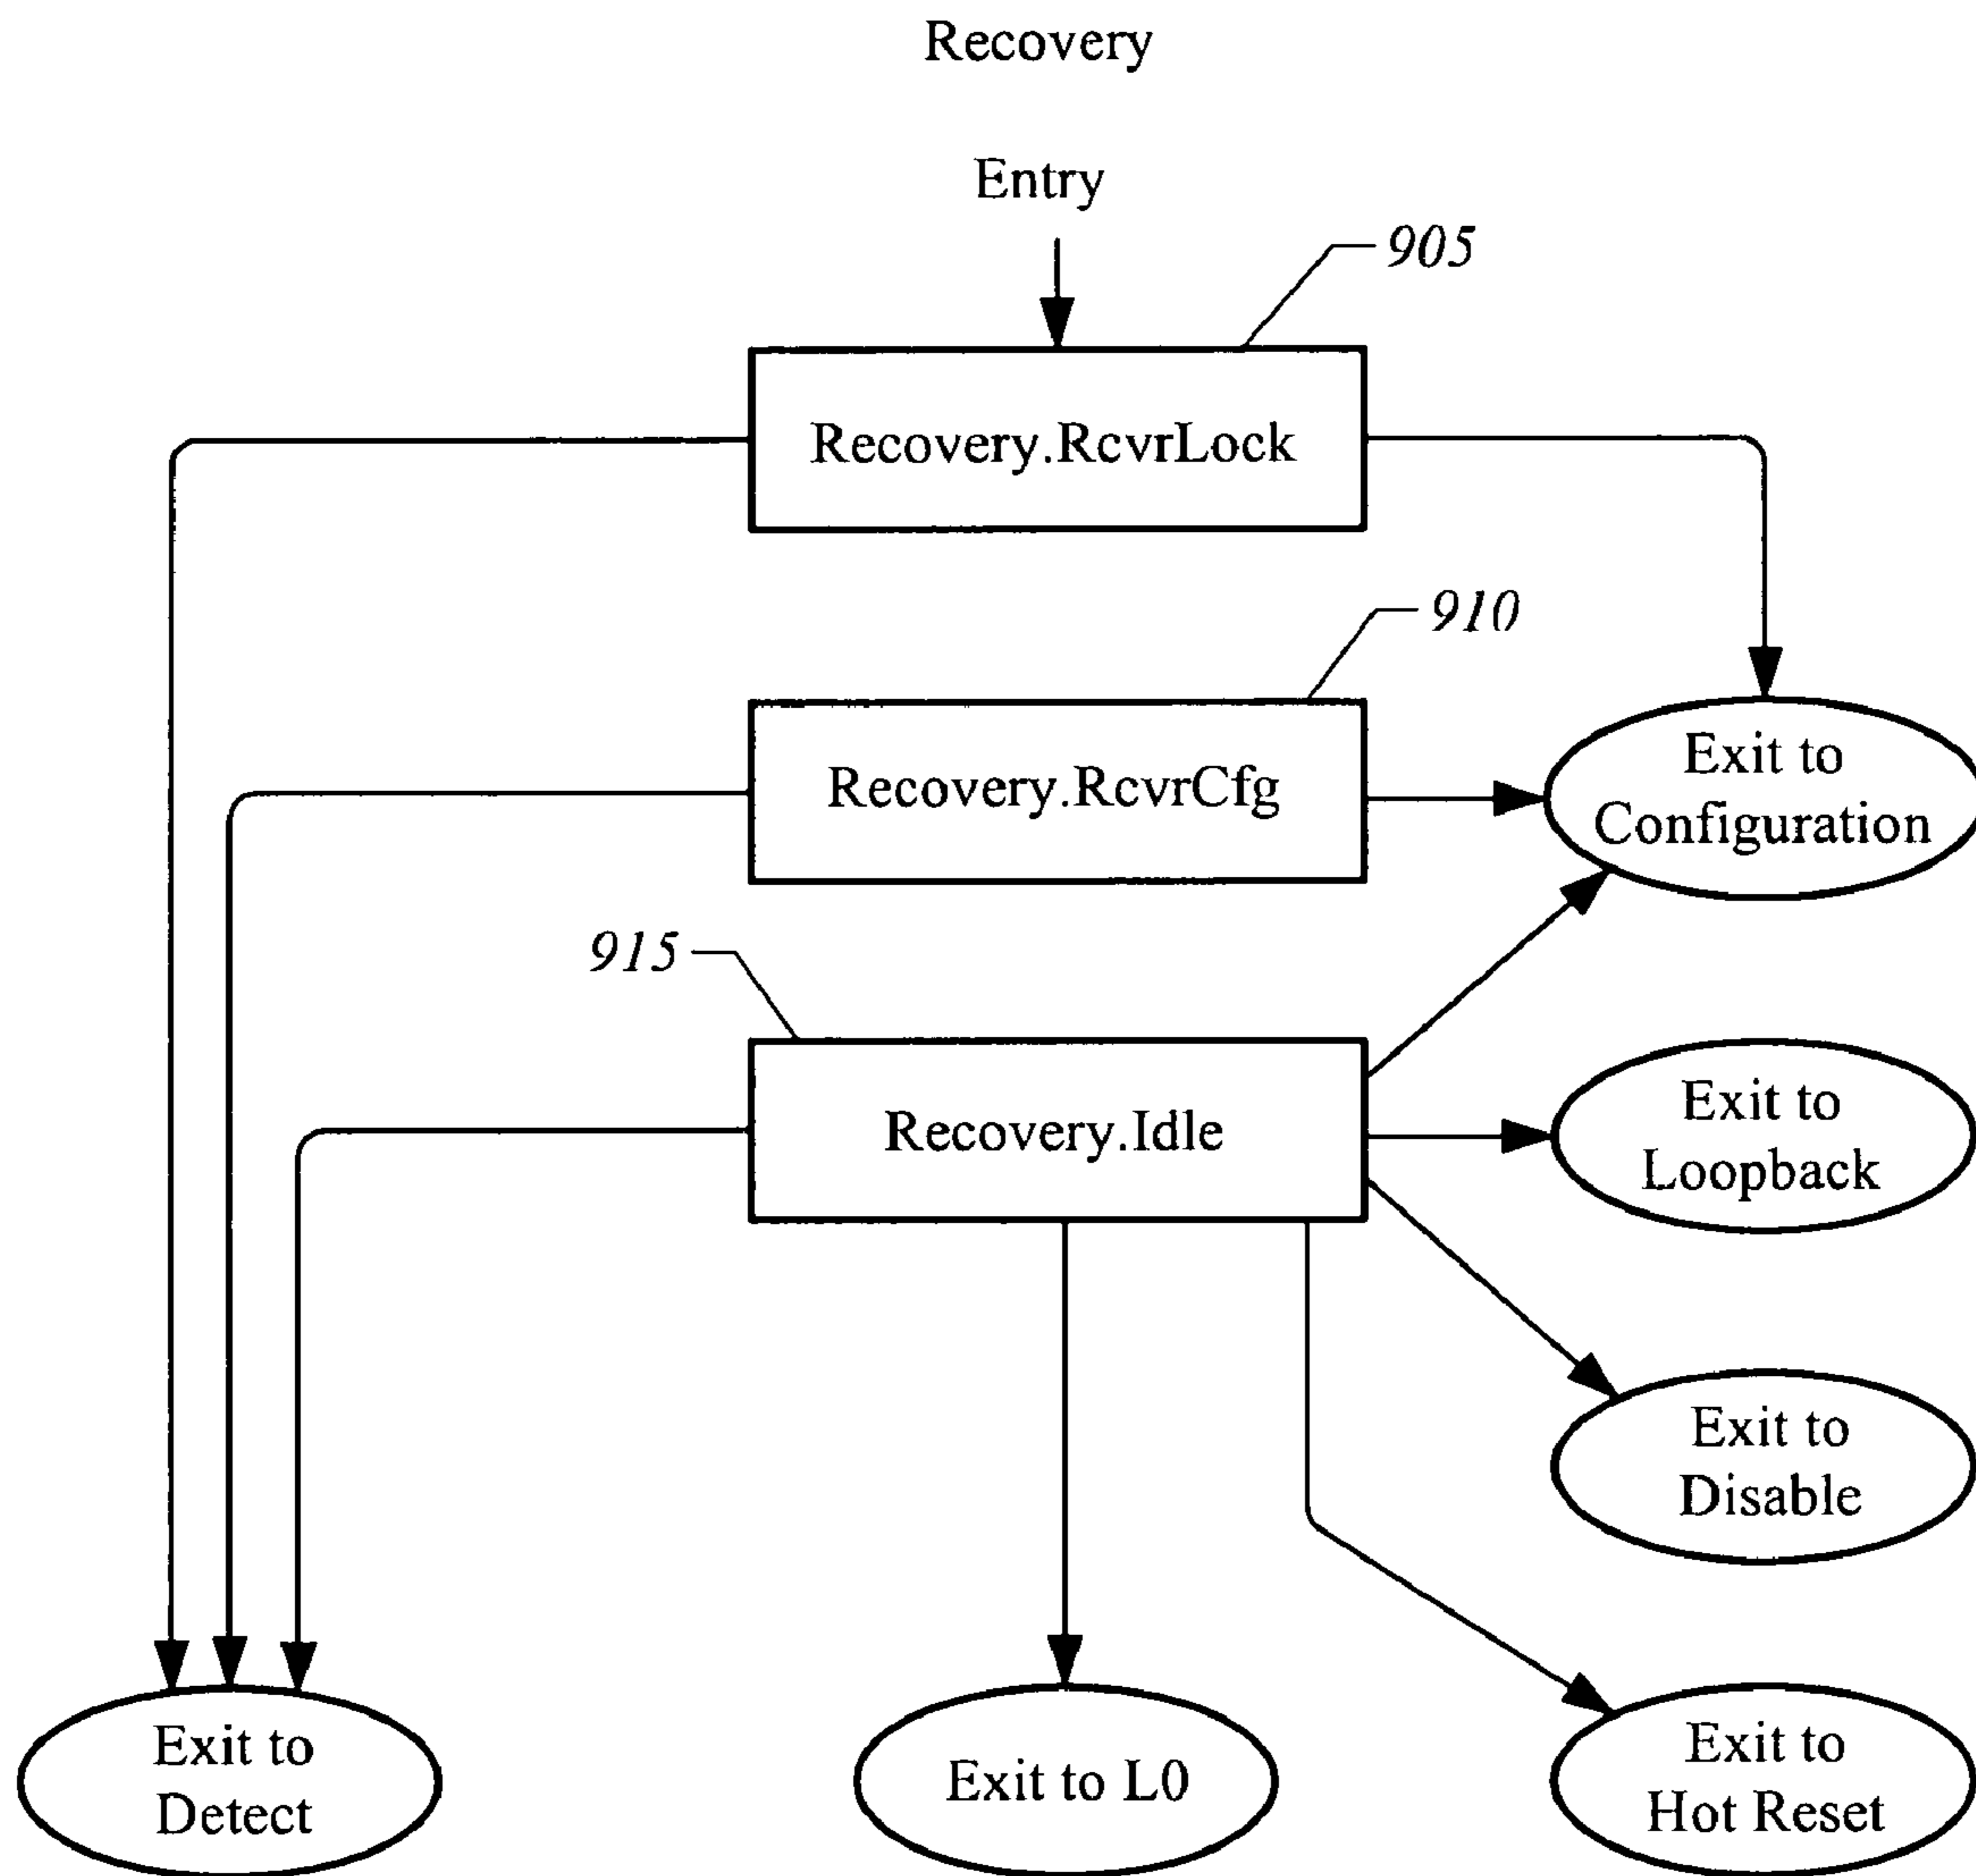 Recovery
Entry
905
Recovery.RcvrLock
910
Recovery.RcvrCfg
Exit to
Configuration
915
Recovery.Idle
Exit to
Loopback
Exit to
Disable
Exit to
Detect
Exit to L0
Exit to
Hot Reset